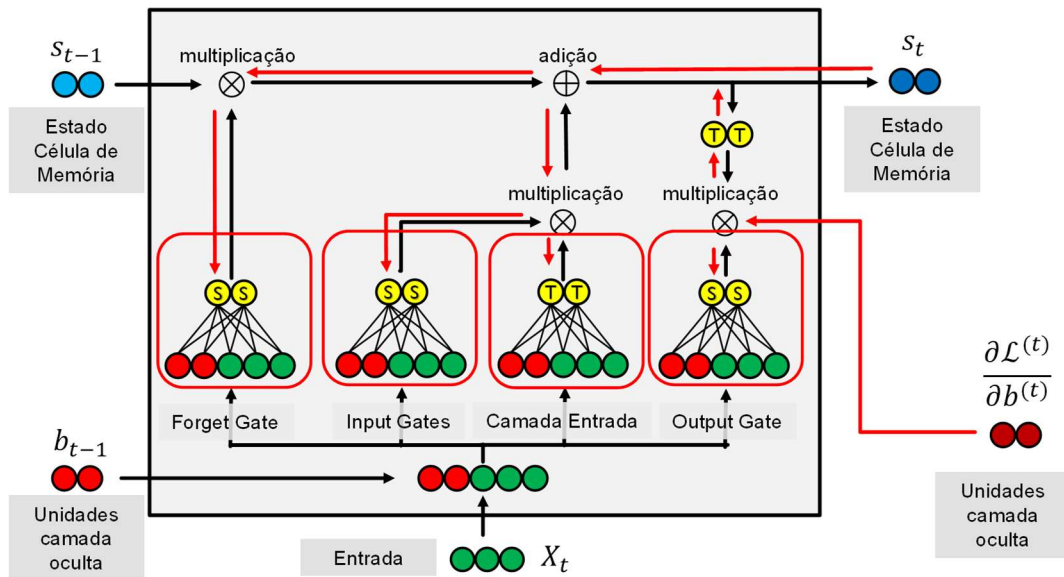 s_{t-1}
multiplicação
adição
s_t
Estado
Célula de
Memória
T T
Estado
Célula de
Memória
multiplicação
multiplicação
S S
S S
T T
S S
Forget Gate
Input Gates
Camada Entrada
Output Gate
∂ℒ^{(t)}
∂b^{(t)}
b_{t-1}
Unidades
camada
oculta
Unidades
camada
oculta
Entrada
X_t